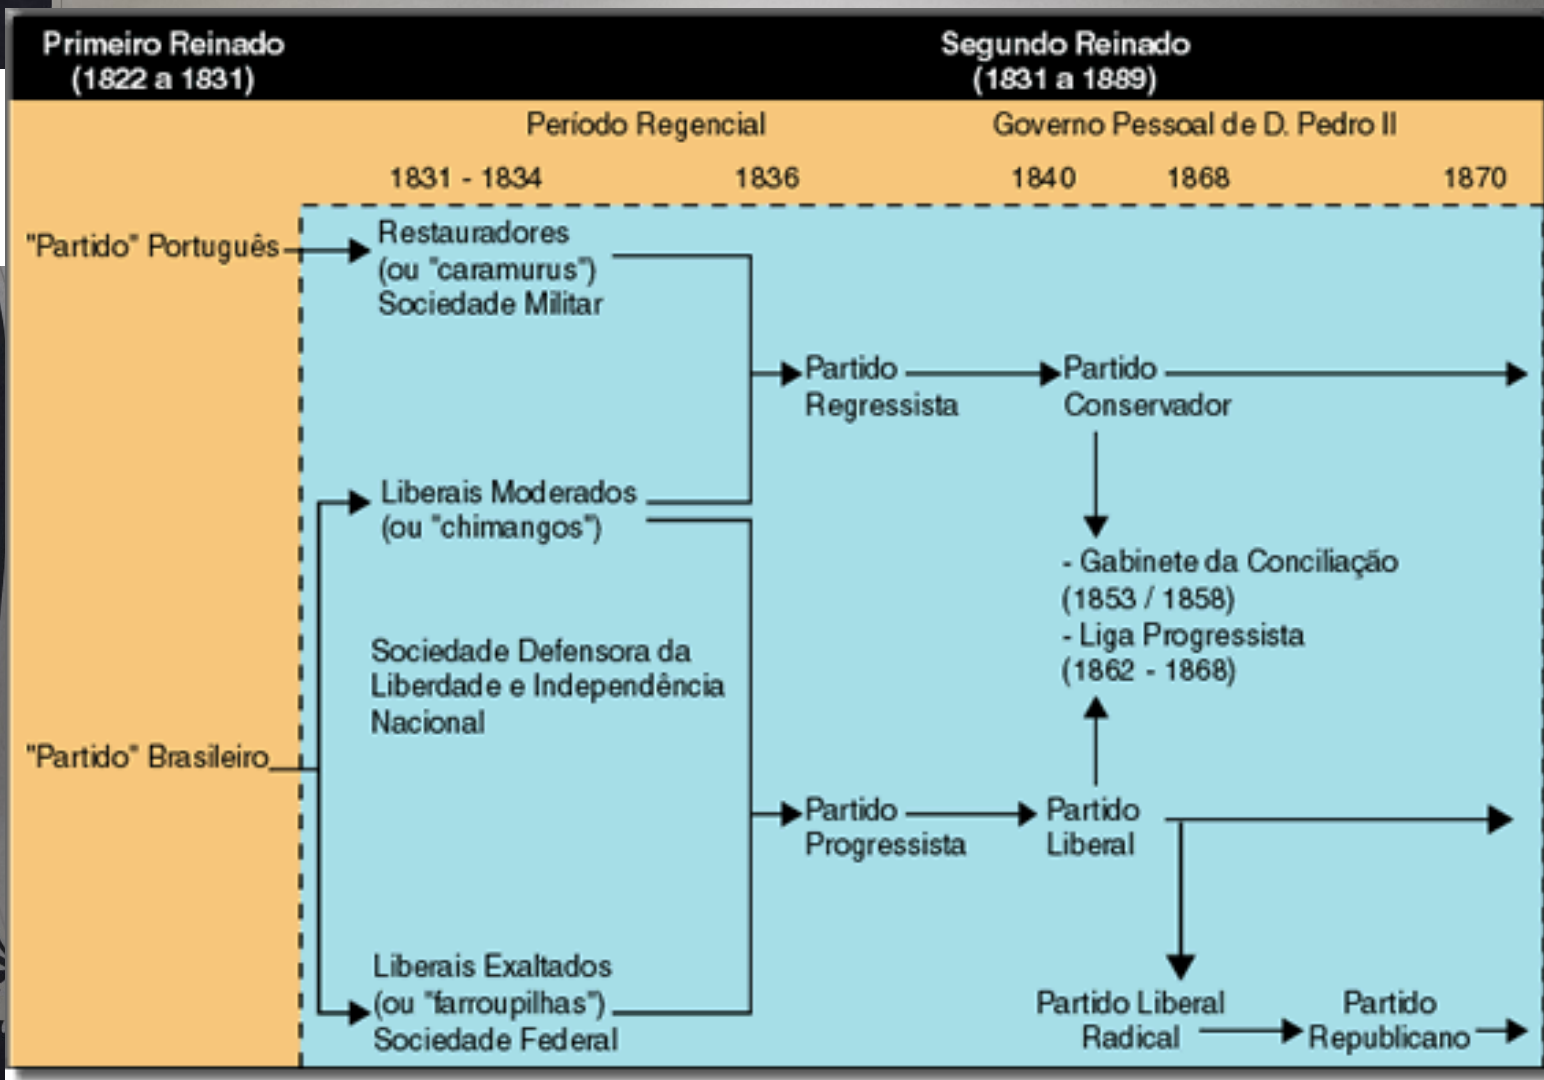 Primeiro Reinado
(1822 a 1831)
Segundo Reinado
(1831 a 1889)
Período Regencial
Governo Pessoal de D. Pedro II
1831 - 1834
1836
1840
1868
1870
"Partido" Português
Restauradores
(ou "caramurus")
Sociedade Militar
Partido
Regressista
Partido
Conservador
Liberais Moderados
(ou "chimangos")
- Gabinete da Conciliação
(1853 / 1858)
- Liga Progressista
(1862 - 1868)
Sociedade Defensora da
Liberdade e Independência
Nacional
"Partido" Brasileiro
Partido
Progressista
Partido
Liberal
Liberais Exaltados
(ou "farroupilhas")
Sociedade Federal
Partido Liberal
Radical
Partido
Republicano